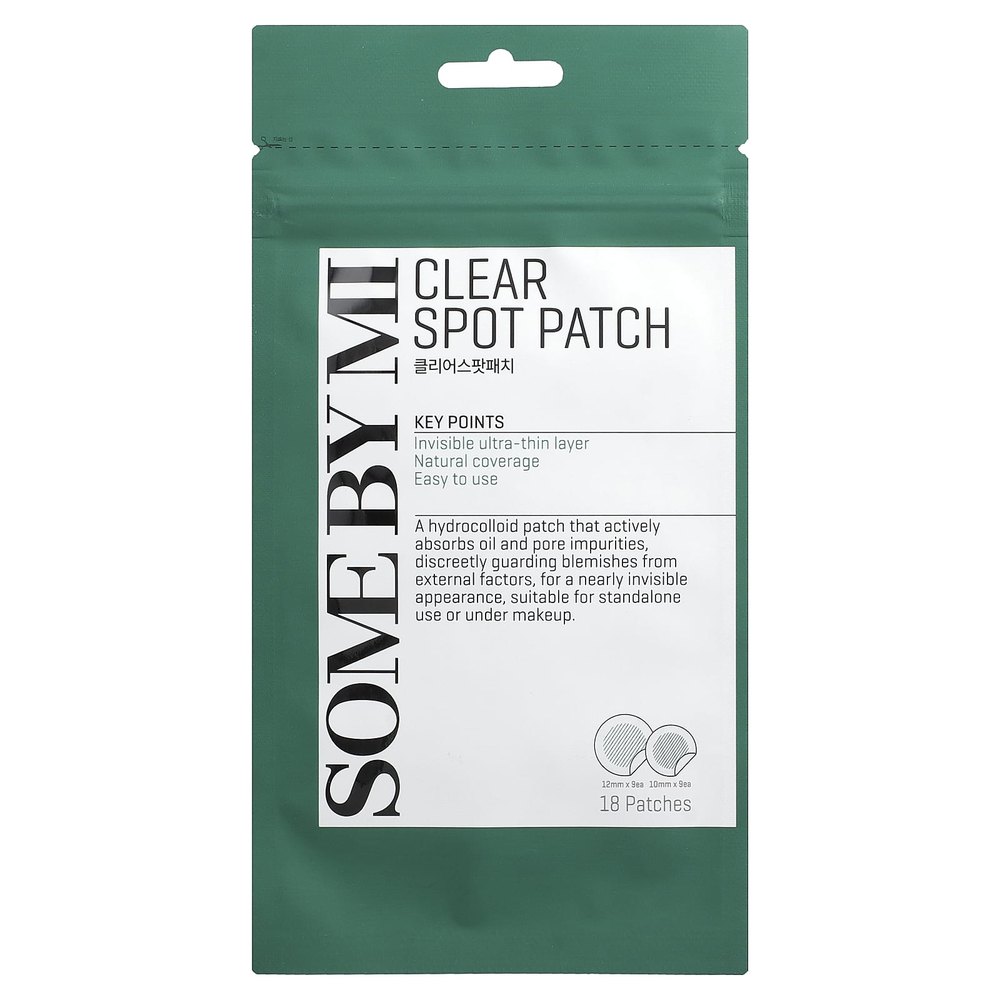 SOME BY MI
CLEAR
SPOT PATCH
클리어스팟패치
KEY POINTS
Invisible ultra-thin layer
Natural coverage
Easy to use
A hydrocolloid patch that actively
absorbs oil and pore impurities,
discreetly guarding blemishes from
external factors, for a nearly invisible
appearance, suitable for standalone
use or under makeup.
12mm x 9ea 10mm x 9ea
18 Patches